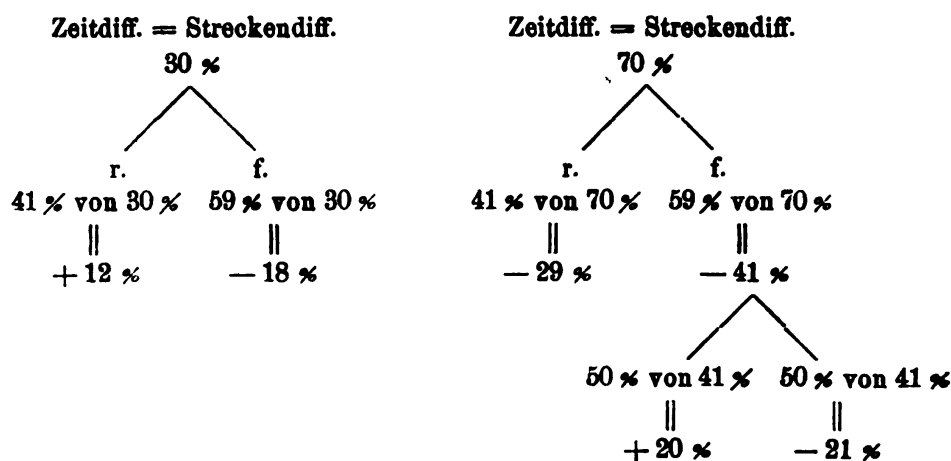 Zeitdiff. = Streckendiff.
30 %
r. f.
41 % von 30 % 59 % von 30 %
|| ||
+ 12 % — 18 %
Zeitdiff. = Streckendiff.
70 %
r. f.
41 % von 70 % 59 % von 70 %
|| ||
— 29 % — 41 %
50 % von 41 % 50 % von 41 %
|| ||
+ 20 % — 21 %